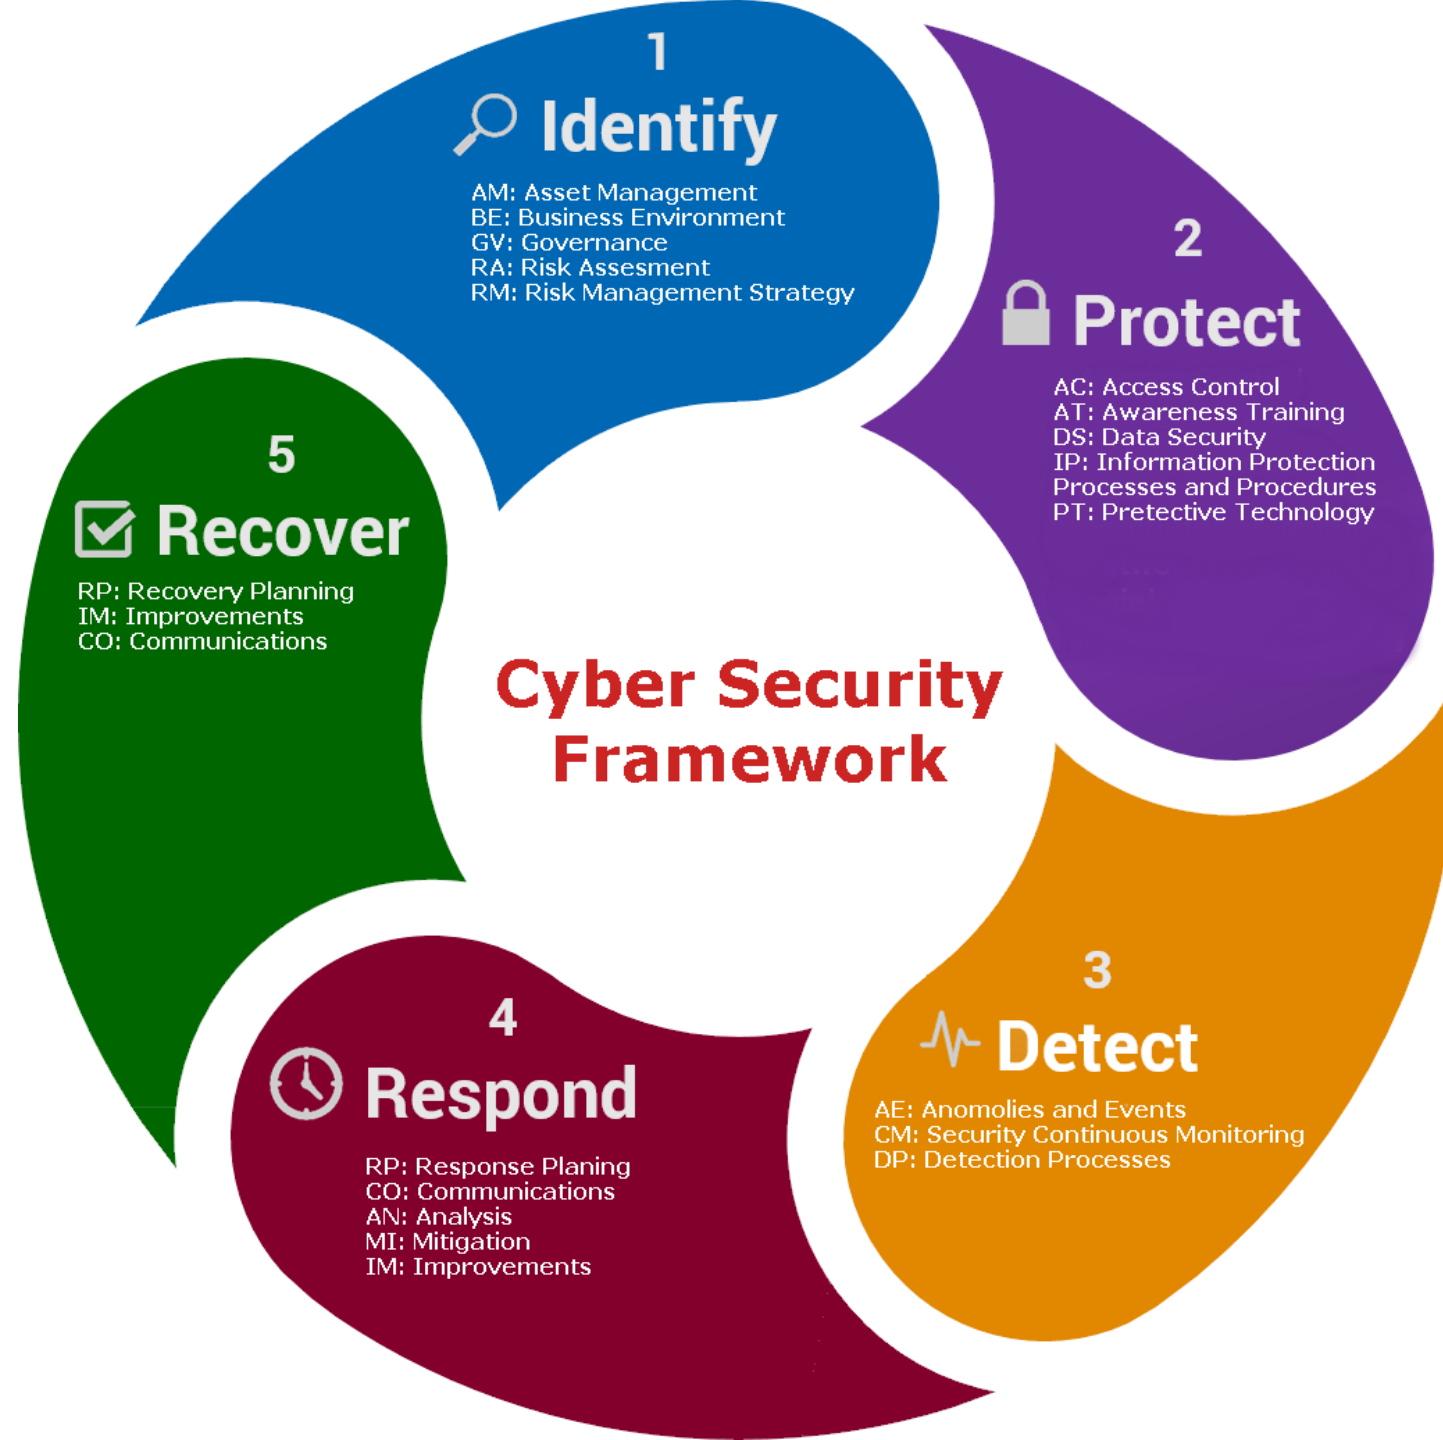 1
Identify
AM: Asset Management
BE: Business Environment
GV: Governance
RA: Risk Assesment
RM: Risk Management Strategy
2
Protect
AC: Access Control
AT: Awareness Training
DS: Data Security
IP: Information Protection
Processes and Procedures
PT: Pretective Technology
3
Detect
AE: Anomolies and Events
CM: Security Continuous Monitoring
DP: Detection Processes
4
Respond
RP: Response Planing
CO: Communications
AN: Analysis
MI: Mitigation
IM: Improvements
5
Recover
RP: Recovery Planning
IM: Improvements
CO: Communications
Cyber Security
Framework